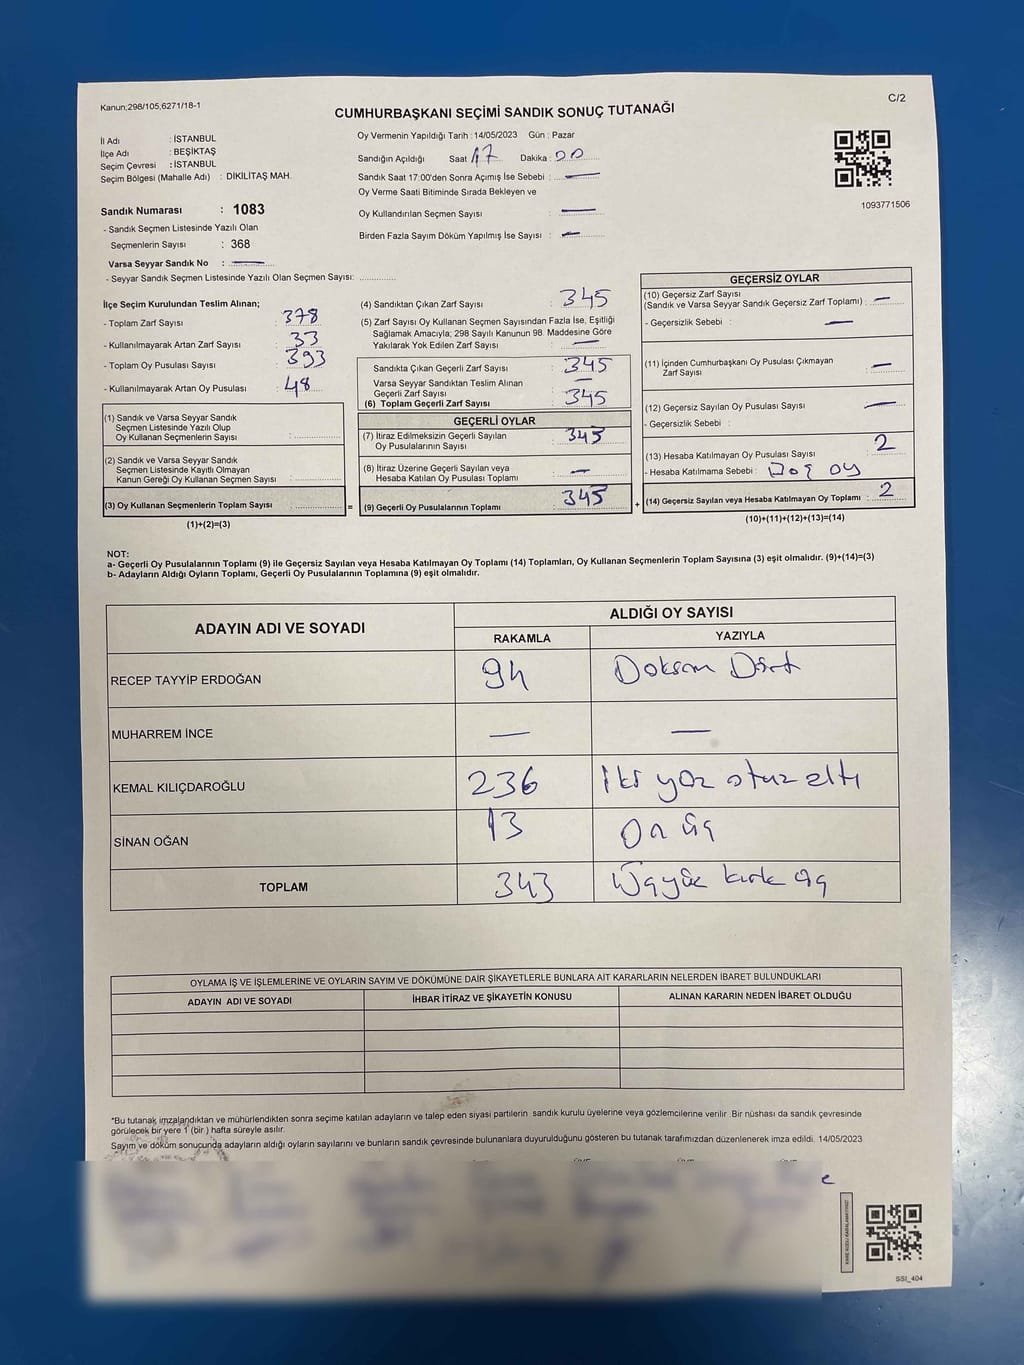 Kanun;298/105,6271/18-1
C/2
CUMHURBAŞKANI SEÇİMİ SANDIK SONUÇ TUTANAĞI
İl Adı : İSTANBUL
İlçe Adı : BEŞİKTAŞ
Seçim Çevresi : İSTANBUL
Seçim Bölgesi (Mahalle Adı) : DİKİLİTAŞ MAH.
Sandık Numarası : 1083
- Sandık Seçmen Listesinde Yazılı Olan
Seçmenlerin Sayısı : 368
Varsa Seyyar Sandık No : —
- Seyyar Sandık Seçmen Listesinde Yazılı Olan Seçmen Sayısı: ............
Oy Vermenin Yapıldığı Tarih : 14/05/2023 Gün : Pazar
Sandığın Açıldığı Saat : 17 Dakika : 00
Sandık Saat 17:00'den Sonra Açımış İse Sebebi : —
Oy Verme Saati Bitiminde Sırada Bekleyen ve
Oy Kullandırılan Seçmen Sayısı : —
Birden Fazla Sayım Döküm Yapılmış İse Sayısı : —
1093771506
İlçe Seçim Kurulundan Teslim Alınan;
- Toplam Zarf Sayısı : 378
- Kullanılmayarak Artan Zarf Sayısı : 33
- Toplam Oy Pusulası Sayısı : 393
- Kullanılmayarak Artan Oy Pusulası : 48
(1) Sandık ve Varsa Seyyar Sandık
Seçmen Listesinde Yazılı Olup
Oy Kullanan Seçmenlerin Sayısı : ............
(2) Sandık ve Varsa Seyyar Sandık
Seçmen Listesinde Kayıtlı Olmayan
Kanun Gereği Oy Kullanan Seçmen Sayısı : ............
(3) Oy Kullanan Seçmenlerin Toplam Sayısı : ............ =
(1)+(2)=(3)
(4) Sandıktan Çıkan Zarf Sayısı : 345
(5) Zarf Sayısı Oy Kullanan Seçmen Sayısından Fazla İse, Eşitliği
Sağlamak Amacıyla; 298 Sayılı Kanunun 98. Maddesine Göre
Yakılarak Yok Edilen Zarf Sayısı : —
Sandıkta Çıkan Geçerli Zarf Sayısı : 345
Varsa Seyyar Sandıktan Teslim Alınan
Geçerli Zarf Sayısı : —
(6) Toplam Geçerli Zarf Sayısı : 345
GEÇERLİ OYLAR
(7) İtiraz Edilmeksizin Geçerli Sayılan
Oy Pusulalarının Sayısı : 343
(8) İtiraz Üzerine Geçerli Sayılan veya
Hesaba Katılan Oy Pusulası Toplamı : —
(9) Geçerli Oy Pusulalarının Toplamı : 343 +
GEÇERSİZ OYLAR
(10) Geçersiz Zarf Sayısı
(Sandık ve Varsa Seyyar Sandık Geçersiz Zarf Toplamı) : —
- Geçersizlik Sebebi : —
(11) İçinden Cumhurbaşkanı Oy Pusulası Çıkmayan
Zarf Sayısı : —
(12) Geçersiz Sayılan Oy Pusulası Sayısı : —
- Geçersizlik Sebebi :
(13) Hesaba Katılmayan Oy Pusulası Sayısı : 2
- Hesaba Katılmama Sebebi : Boş oy
(14) Geçersiz Sayılan veya Hesaba Katılmayan Oy Toplamı : 2
(10)+(11)+(12)+(13)=(14)
NOT:
a- Geçerli Oy Pusulalarının Toplamı (9) ile Geçersiz Sayılan veya Hesaba Katılmayan Oy Toplamı (14) Toplamları, Oy Kullanan Seçmenlerin Toplam Sayısına (3) eşit olmalıdır. (9)+(14)=(3)
b- Adayların Aldığı Oyların Toplamı, Geçerli Oy Pusulalarının Toplamına (9) eşit olmalıdır.
ADAYIN ADI VE SOYADI ALDIĞI OY SAYISI
RAKAMLA YAZIYLA
RECEP TAYYİP ERDOĞAN 94 Doksan Dört
MUHARREM İNCE — —
KEMAL KILIÇDAROĞLU 236 İki yüz otuz altı
SİNAN OĞAN 13 On üç
TOPLAM 343 Üçyüz kırk üç
OYLAMA İŞ VE İŞLEMLERİNE VE OYLARIN SAYIM VE DÖKÜMÜNE DAİR ŞİKAYETLERLE BUNLARA AİT KARARLARIN NELERDEN İBARET BULUNDUKLARI
ADAYIN ADI VE SOYADI İHBAR İTİRAZ VE ŞİKAYETİN KONUSU ALINAN KARARIN NEDEN İBARET OLDUĞU
*Bu tutanak imzalandıktan ve mühürlendikten sonra seçime katılan adayların ve talep eden siyasi partilerin sandık kurulu üyelerine veya gözlemcilerine verilir. Bir nüshası da sandık çevresinde
görülecek bir yere 1 (bir ) hafta süreyle asılır.
Sayım ve döküm sonucunda adayların aldığı oyların sayılarını ve bunların sandık çevresinde bulunanlara duyurulduğunu gösteren bu tutanak tarafımızdan düzenlenerek imza edildi. 14/05/2023
SSI_404